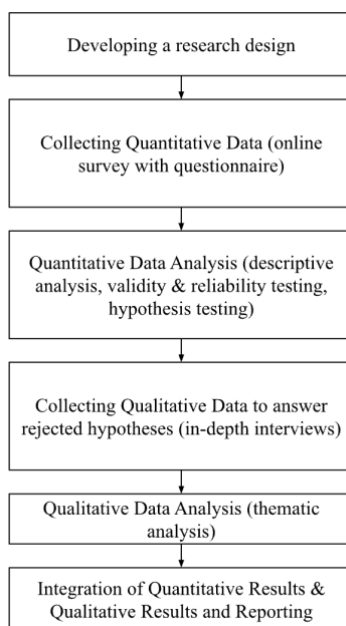 Developing a research design
Collecting Quantitative Data (online
survey with questionnaire)
Quantitative Data Analysis (descriptive
analysis, validity & reliability testing,
hypothesis testing)
Collecting Qualitative Data to answer
rejected hypotheses (in-depth interviews)
Qualitative Data Analysis (thematic
analysis)
Integration of Quantitative Results &
Qualitative Results and Reporting